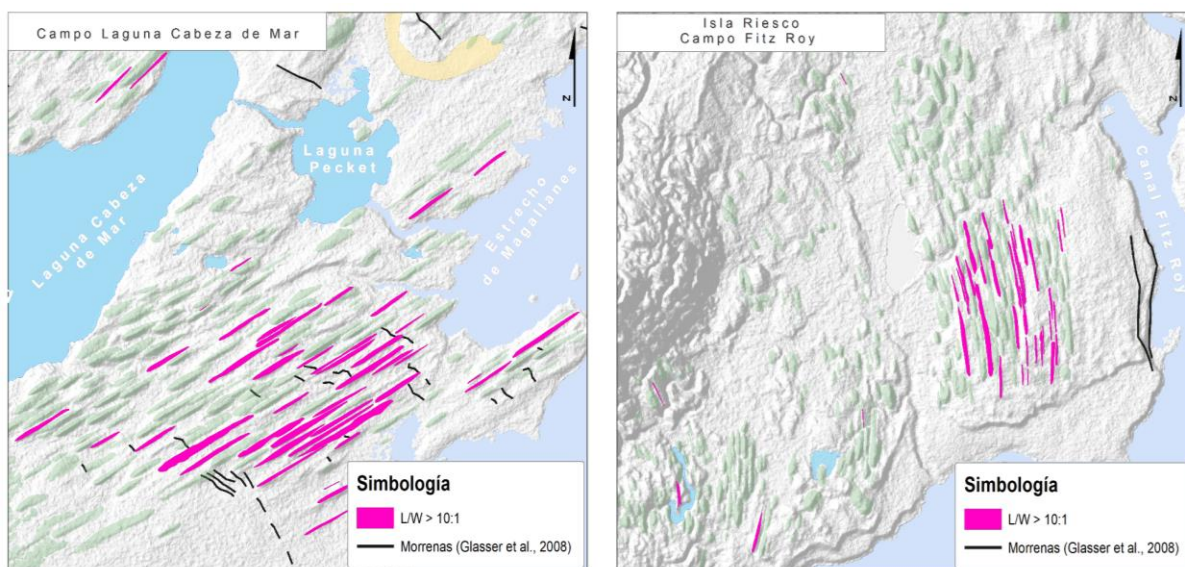 Campo Laguna Cabeza de Mar
N
Laguna
Pecket
Laguna Cabeza
de Mar
Estrecho
de Magallanes
Simbología
L/W > 10:1
Morrenas (Glasser et al., 2008)
Isla Riesco
Campo Fitz Roy
N
Canal Fitz Roy
Simbología
L/W > 10:1
Morrenas (Glasser et al., 2008)